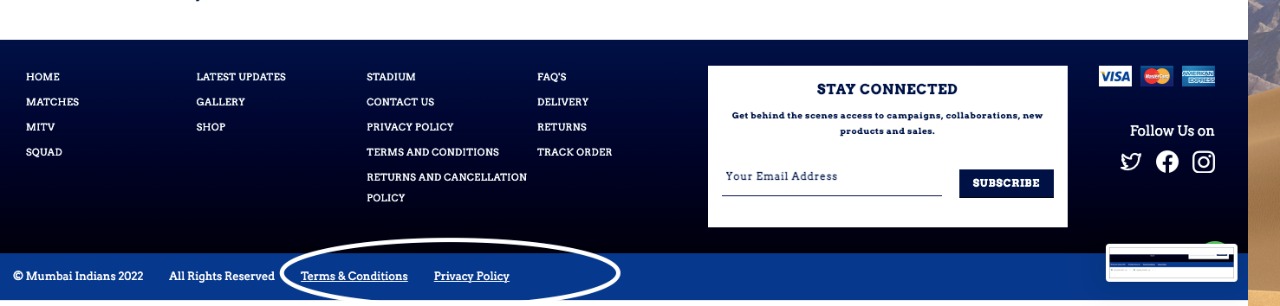 HOME
MATCHES
MITV
SQUAD
LATEST UPDATES
GALLERY
SHOP
STADIUM
CONTACT US
PRIVACY POLICY
TERMS AND CONDITIONS
RETURNS AND CANCELLATION
POLICY
FAQ'S
DELIVERY
RETURNS
TRACK ORDER
STAY CONNECTED
Get behind the scenes access to campaigns, collaborations, new
products and sales.
Your Email Address
SUBSCRIBE
VISA
MasterCard
AMERICAN
EXPRESS
Follow Us on
© Mumbai Indians 2022 All Rights Reserved Terms & Conditions Privacy Policy